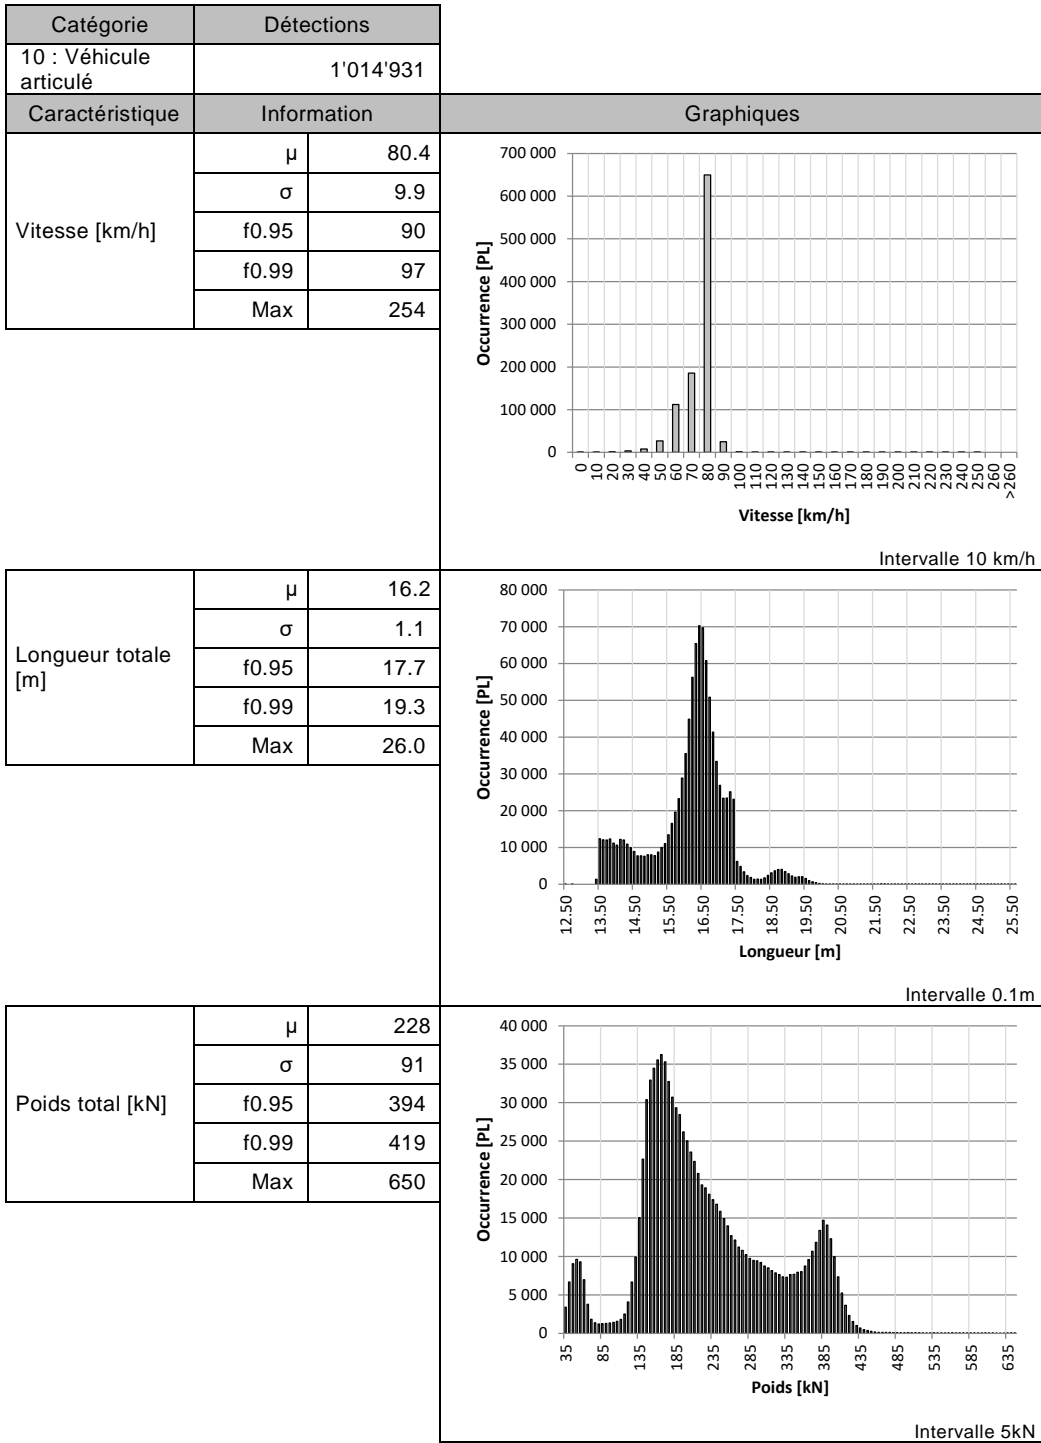 Catégorie Détections
10 : Véhicule
articulé
1'014'931
Caractéristique Information Graphiques
Vitesse [km/h]
µ 80.4
σ 9.9
f0.95 90
f0.99 97
Max 254
700 000
600 000
500 000
400 000
300 000
200 000
100 000
0
Occurrence [PL]
0 10 20 30 40 50 60 70 80 90 100 110 120 130 140 150 160 170 180 190 200 210 220 230 240 250 260 >260
Vitesse [km/h]
Intervalle 10 km/h
Longueur totale
[m]
µ 16.2
σ 1.1
f0.95 17.7
f0.99 19.3
Max 26.0
80 000
70 000
60 000
50 000
40 000
30 000
20 000
10 000
0
Occurrence [PL]
12.50 13.50 14.50 15.50 16.50 17.50 18.50 19.50 20.50 21.50 22.50 23.50 24.50 25.50
Longueur [m]
Intervalle 0.1m
Poids total [kN]
µ 228
σ 91
f0.95 394
f0.99 419
Max 650
40 000
35 000
30 000
25 000
20 000
15 000
10 000
5 000
0
Occurrence [PL]
35 85 135 185 235 285 335 385 435 485 535 585 635
Poids [kN]
Intervalle 5kN